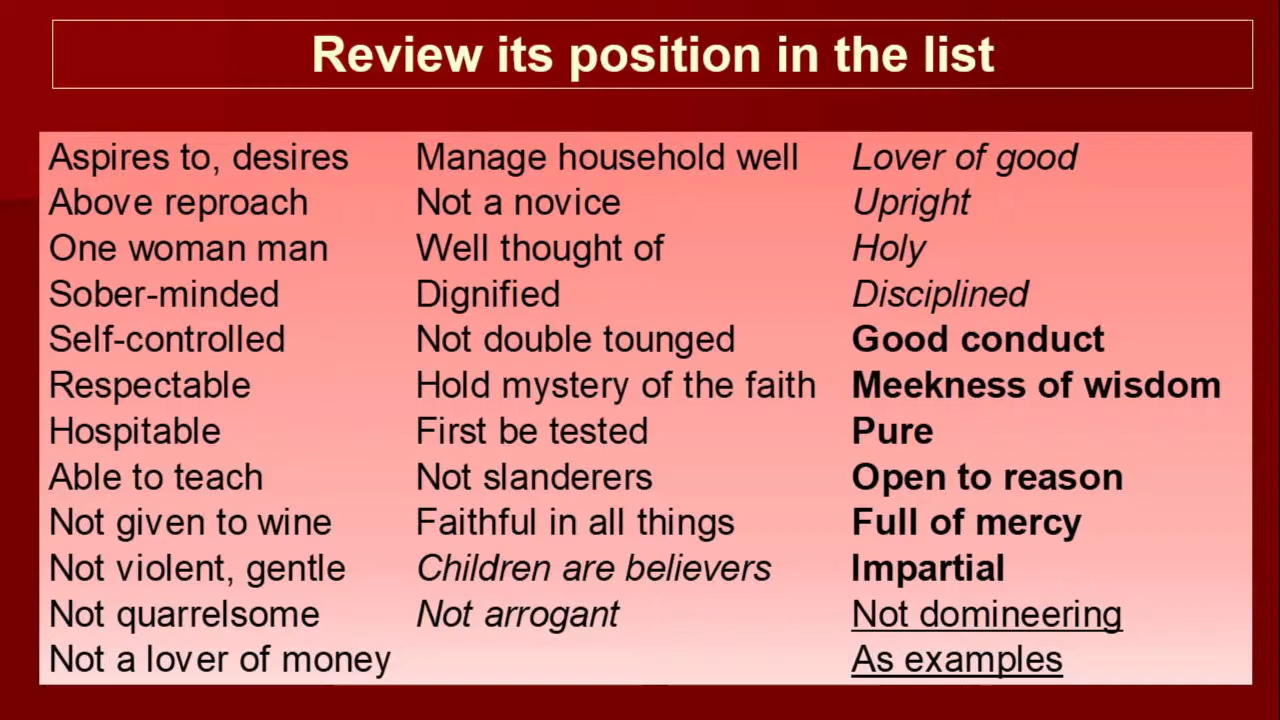 Review its position in the list
Aspires to, desires
Above reproach
One woman man
Sober-minded
Self-controlled
Respectable
Hospitable
Able to teach
Not given to wine
Not violent, gentle
Not quarrelsome
Not a lover of money
Manage household well
Not a novice
Well thought of
Dignified
Not double tounged
Hold mystery of the faith
First be tested
Not slanderers
Faithful in all things
Children are believers
Not arrogant
Lover of good
Upright
Holy
Disciplined
Good conduct
Meekness of wisdom
Pure
Open to reason
Full of mercy
Impartial
Not domineering
As examples